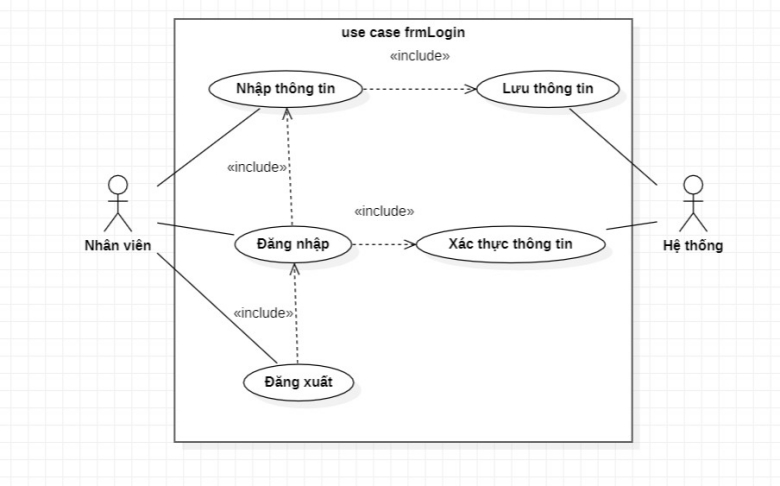 use case frmLogin
«include»
Nhập thông tin
Lưu thông tin
«include»
«include»
Nhân viên
Đăng nhập
Xác thực thông tin
Hệ thống
«include»
Đăng xuất